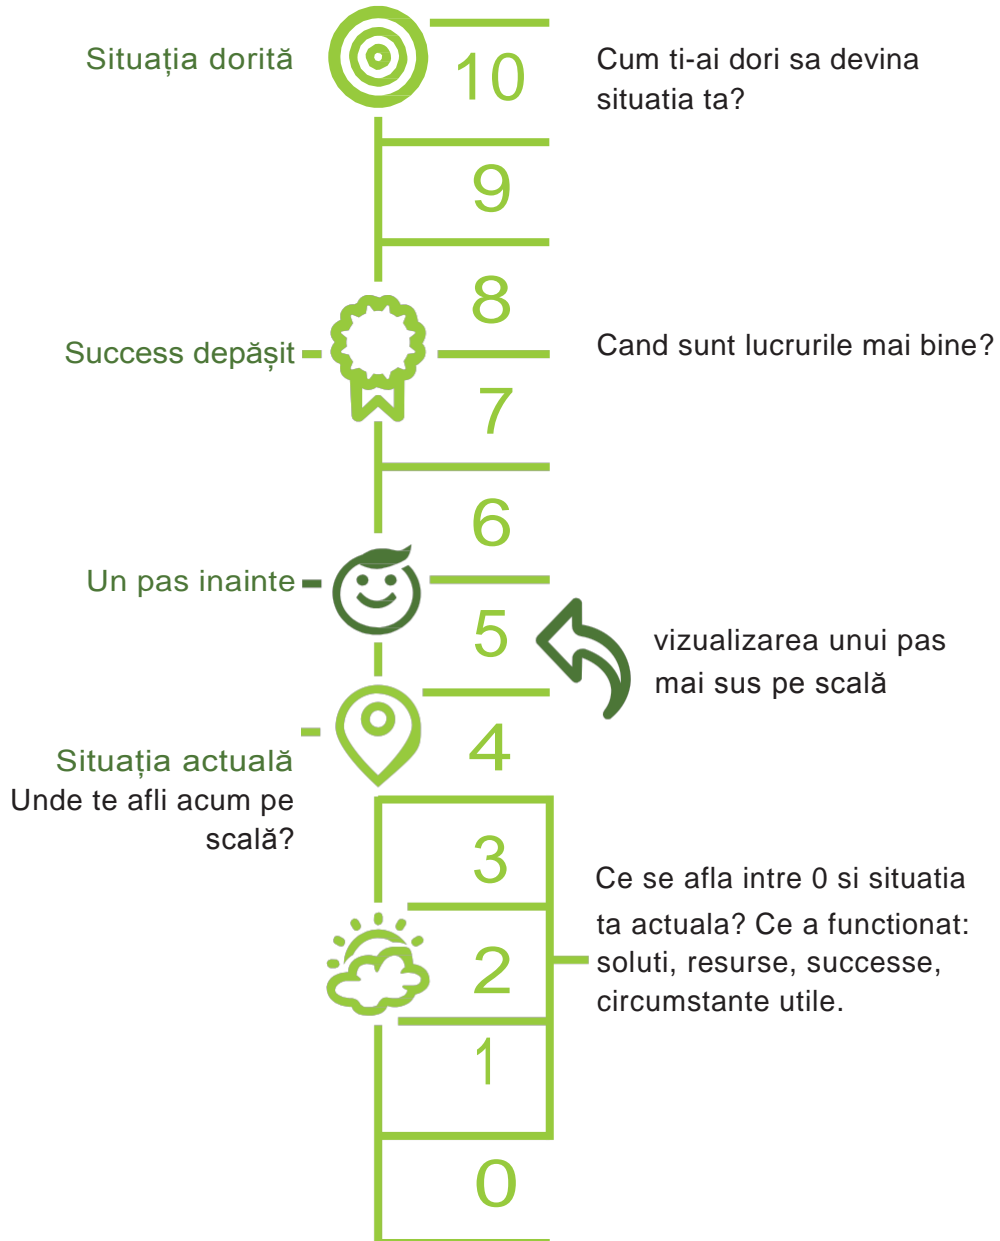 Situația dorită
10
Cum ti-ai dori sa devina
situatia ta?
9
8
Success depășit
Cand sunt lucrurile mai bine?
7
6
Un pas inainte
5
vizualizarea unui pas
mai sus pe scală
4
Situația actuală
Unde te afli acum pe
scală?
3
Ce se afla intre 0 si situatia
ta actuala? Ce a functionat:
2
soluti, resurse, successe,
circumstante utile.
1
0